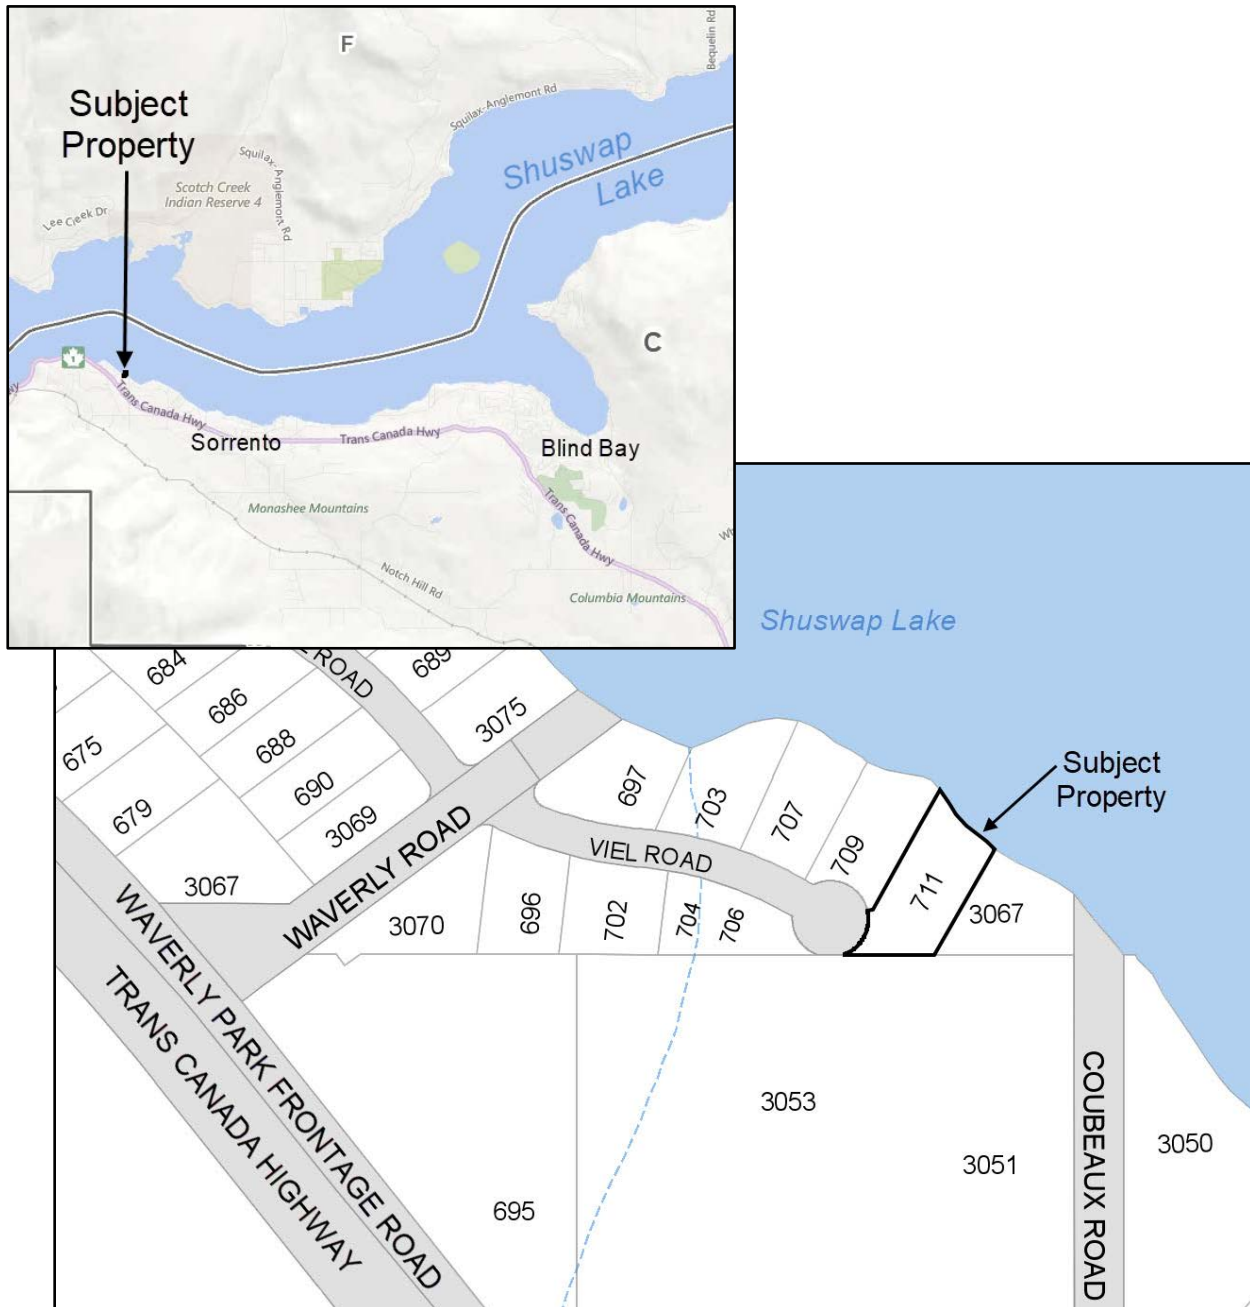 F
Bequelin Rd
Subject
Property
Squilax-Anglemont Rd
Shuswap
Lake
Squilax-Anglemont Rd
Scotch Creek
Indian Reserve 4
Lee Creek Dr
C
1
Trans Canada Hwy
Sorrento
Trans Canada Hwy
Blind Bay
Monashee Mountains
Trans Canada Hwy
Notch Hill Rd
Columbia Mountains
Shuswap Lake
684
ROAD
689
686
3075
675
688
690
679
3069
697
703
707
709
Subject
Property
711
3067
WAVERLY ROAD
VIEL ROAD
3067
3070
696
702
704
706
WAVERLY PARK FRONTAGE ROAD
TRANS CANADA HIGHWAY
695
3053
3051
COUBEAUX ROAD
3050